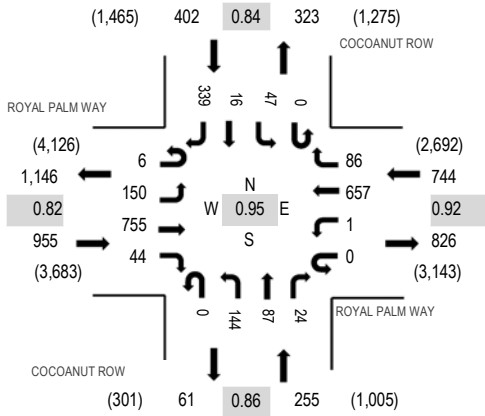 (1,465) 402 0.84 323 (1,275)
COCOANUT ROW
339 16 47 0
ROYAL PALM WAY
(4,126) (2,692)
6 86
1,146 744
N
150 657
0.82 W 0.95 E 0.92
755 1
955 S 826
44 0
(3,683) (3,143)
0 144 87 24
ROYAL PALM WAY
COCOANUT ROW
(301) 61 0.86 255 (1,005)